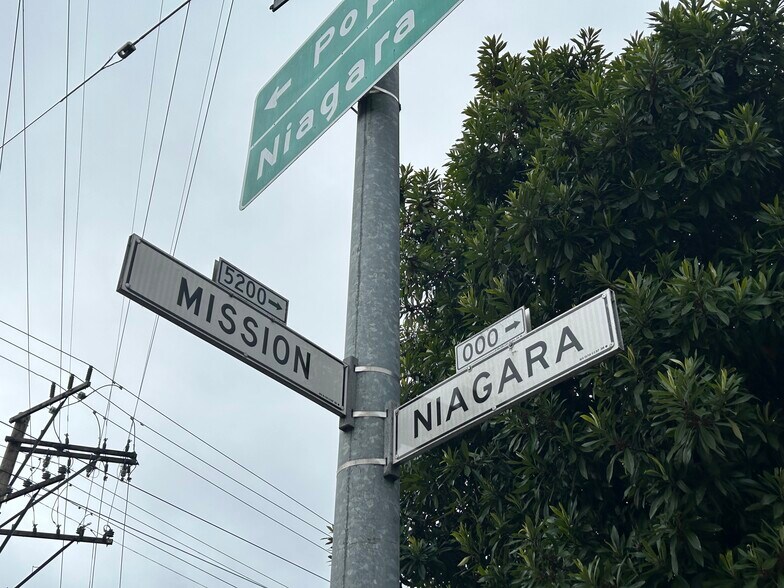 Niagara
5200 →
MISSION
000 →
NIAGARA